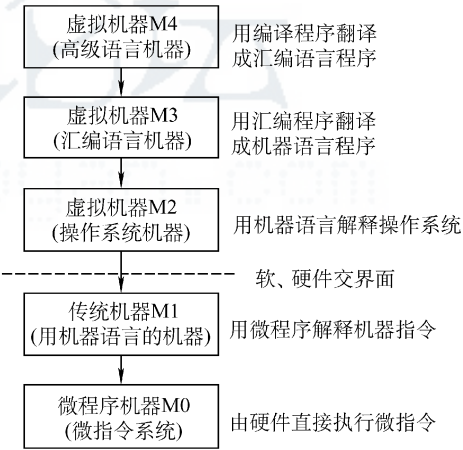 虚拟机器M4
(高级语言机器)
用编译程序翻译
成汇编语言程序
虚拟机器M3
(汇编语言机器)
用汇编程序翻译
成机器语言程序
虚拟机器M2
(操作系统机器)
用机器语言解释操作系统
软、硬件交界面
传统机器M1
(用机器语言的机器)
用微程序解释机器指令
微程序机器M0
(微指令系统)
由硬件直接执行微指令